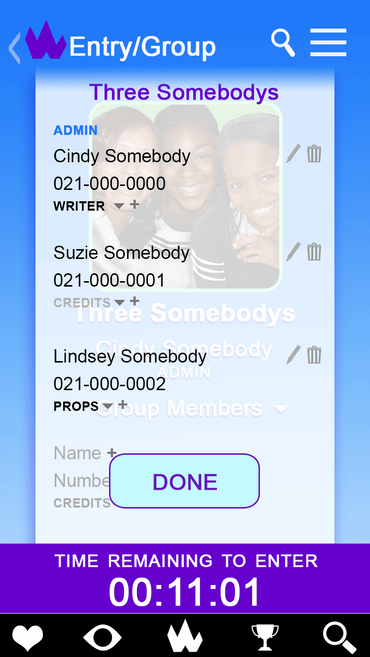 Entry/Group
Three Somebodys
ADMIN
Cindy Somebody
021-000-0000
WRITER +
Suzie Somebody
021-000-0001
CREDITS +
Three Somebodys
Cindy Somebody
Lindsey Somebody
ADMIN
021-000-0002
PROPS +
Group Members
Name +
Numbe
CREDITS
DONE
TIME REMAINING TO ENTER
00:11:01